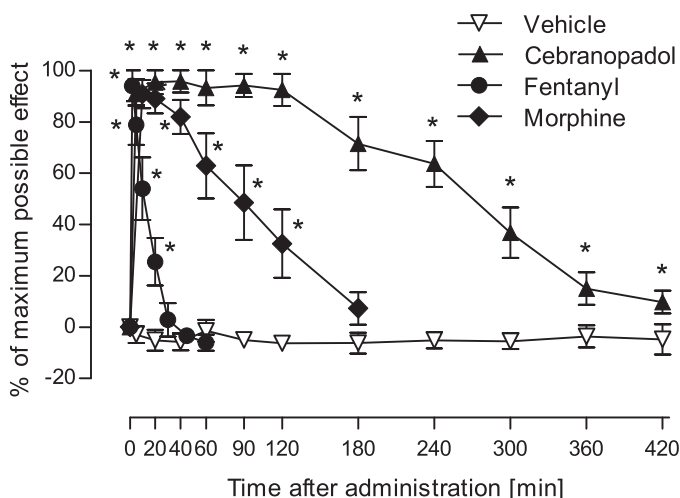 Vehicle
Cebranopadol
Fentanyl
Morphine
* * * * * *
*
*
*
*
*
*
*
*
*
*
*
*
*
*
% of maximum possible effect
100
80
60
40
20
0
-20
0 20 40 60 90 120 180 240 300 360 420
Time after administration [min]